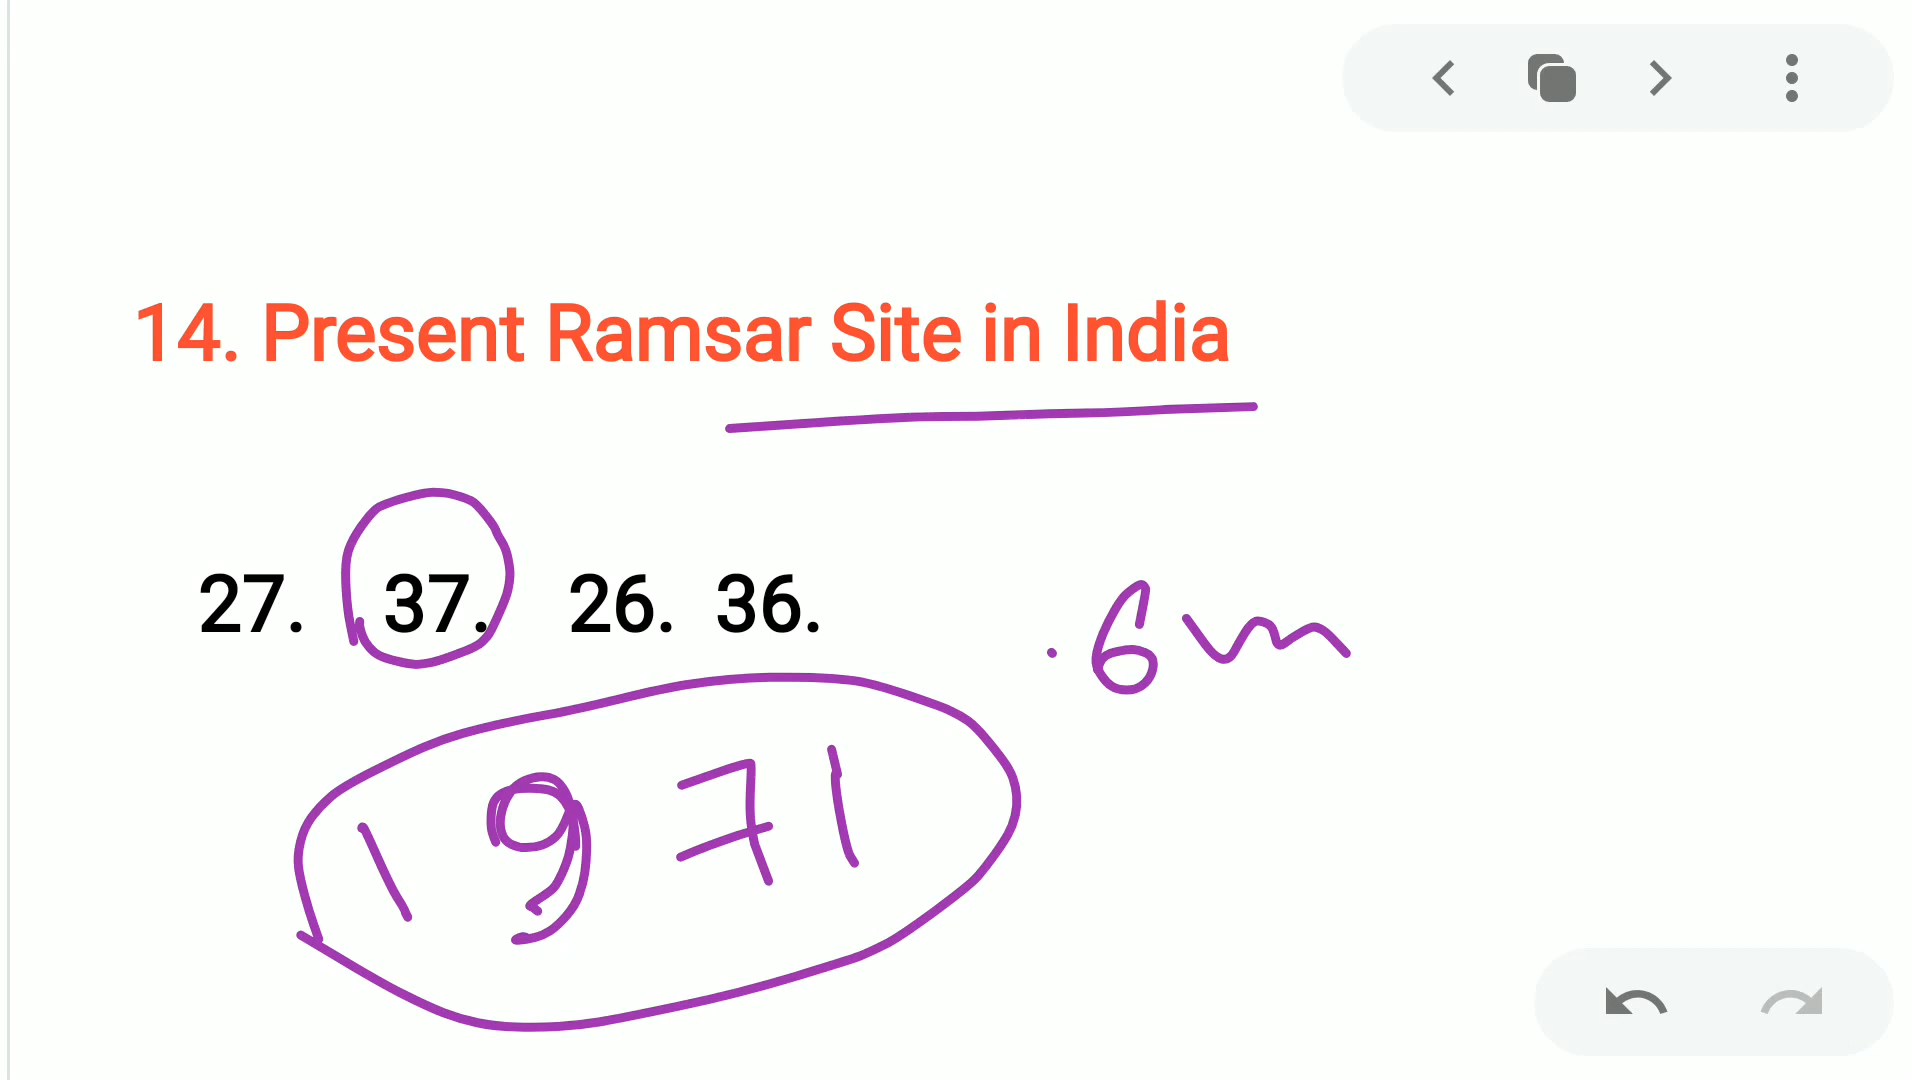 14. Present Ramsar Site in India
27. 37. 26. 36.
.6m
1971